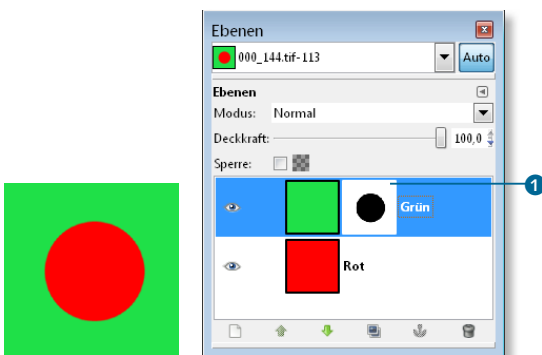 Ebenen
000_144.tif-113 Auto
Ebenen
Modus: Normal
Deckkraft: 100,0
Sperre:
Grün
1
Rot